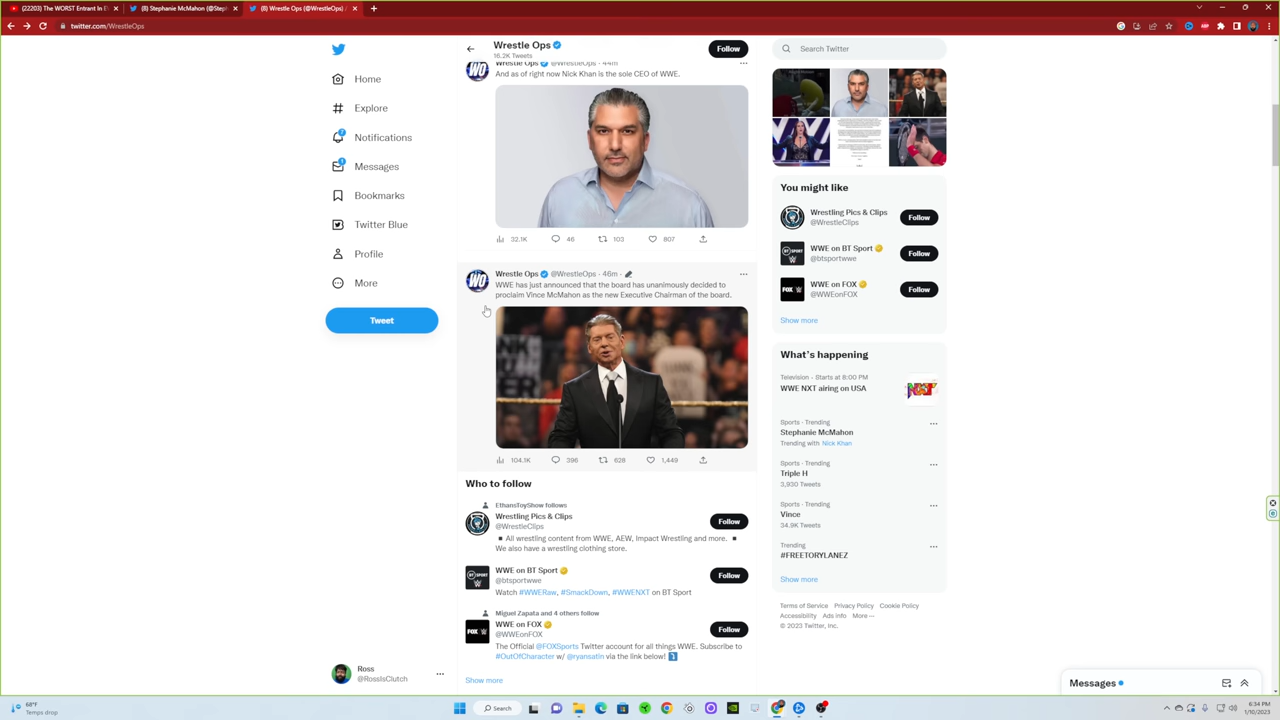 (22203) The WORST Entrant In E
(8) Stephanie McMahon (@Steph
(8) Wrestle Ops (@WrestleOps) /
twitter.com/WrestleOps
Wrestle Ops
16.2K Tweets
Follow
Search Twitter
Home
Explore
7
Notifications
1
Messages
Bookmarks
Twitter Blue
Profile
More
Tweet
Ross
@RossIsClutch
Wrestle Ops @WrestleOps · 44m
And as of right now Nick Khan is the sole CEO of WWE.
32.1K 46 103 807
Wrestle Ops @WrestleOps · 46m ·
WWE has just announced that the board has unanimously decided to
proclaim Vince McMahon as the new Executive Chairman of the board.
104.1K 396 628 1,449
Who to follow
EthansToyShow follows
Wrestling Pics & Clips
@WrestleClips
Follow
▪ All wrestling content from WWE, AEW, Impact Wrestling and more. ▪
We also have a wrestling clothing store.
WWE on BT Sport
@btsportwwe
Follow
Watch #WWERaw, #SmackDown, #WWENXT on BT Sport
Miguel Zapata and 4 others follow
WWE on FOX
@WWEonFOX
Follow
The Official @FOXSports Twitter account for all things WWE. Subscribe to
#OutOfCharacter w/ @ryansatin via the link below!
Show more
You might like
Wrestling Pics & Clips
@WrestleClips
Follow
WWE on BT Sport
@btsportwwe
Follow
WWE on FOX
@WWEonFOX
Follow
Show more
What's happening
Television · Starts at 8:00 PM
WWE NXT airing on USA
Sports · Trending
Stephanie McMahon
Trending with Nick Khan
Sports · Trending
Triple H
3,930 Tweets
Sports · Trending
Vince
34.9K Tweets
Trending
#FREETORYLANEZ
Show more
Terms of Service Privacy Policy Cookie Policy
Accessibility Ads info More ···
© 2023 Twitter, Inc.
Messages
68°F
Temps drop
Search
6:34 PM
1/10/2023